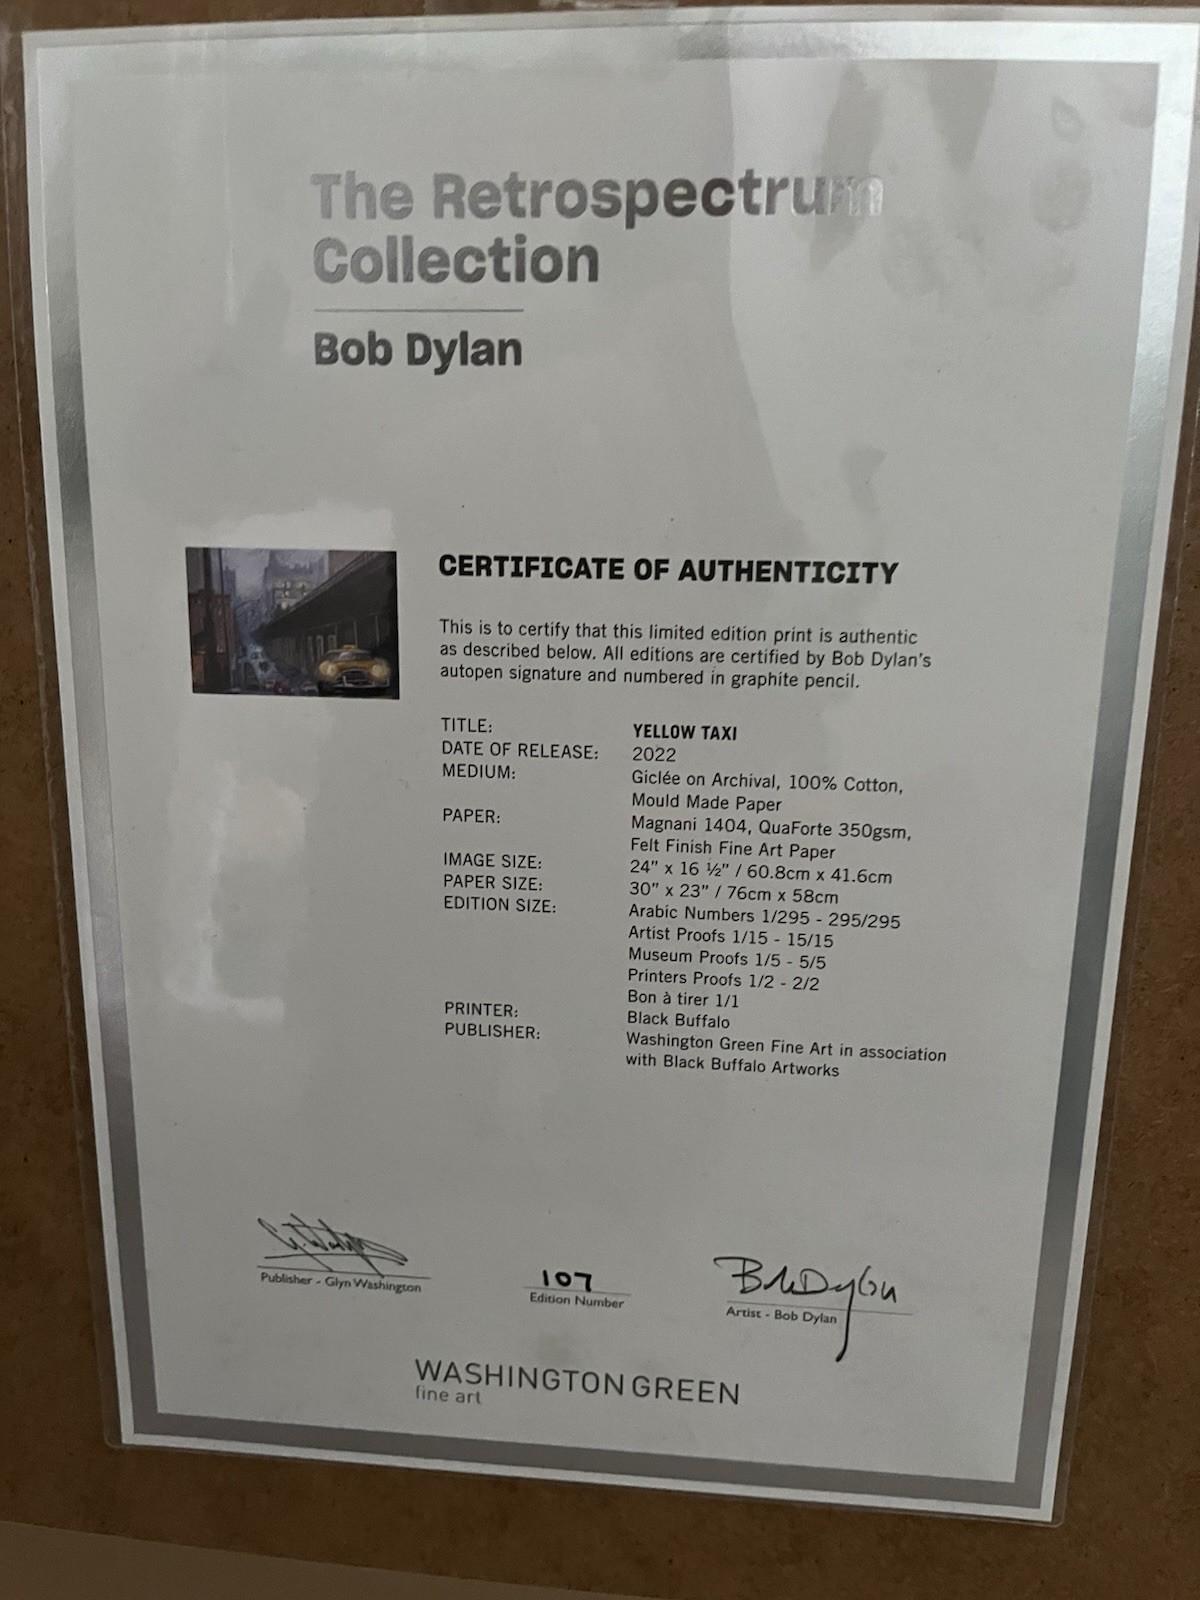 The Retrospectrum
Collection
Bob Dylan
CERTIFICATE OF AUTHENTICITY
This is to certify that this limited edition print is authentic
as described below. All editions are certified by Bob Dylan's
autopen signature and numbered in graphite pencil.
TITLE: YELLOW TAXI
DATE OF RELEASE: 2022
MEDIUM: Giclée on Archival, 100% Cotton,
Mould Made Paper
PAPER: Magnani 1404, QuaForte 350gsm,
Felt Finish Fine Art Paper
IMAGE SIZE: 24" x 16 ½" / 60.8cm x 41.6cm
PAPER SIZE: 30" x 23" / 76cm x 58cm
EDITION SIZE: Arabic Numbers 1/295 - 295/295
Artist Proofs 1/15 - 15/15
Museum Proofs 1/5 - 5/5
Printers Proofs 1/2 - 2/2
Bon à tirer 1/1
PRINTER: Black Buffalo
PUBLISHER: Washington Green Fine Art in association
with Black Buffalo Artworks
107
Bob Dylan
Publisher - Glyn Washington
Edition Number
Artist - Bob Dylan
WASHINGTON GREEN
fine art